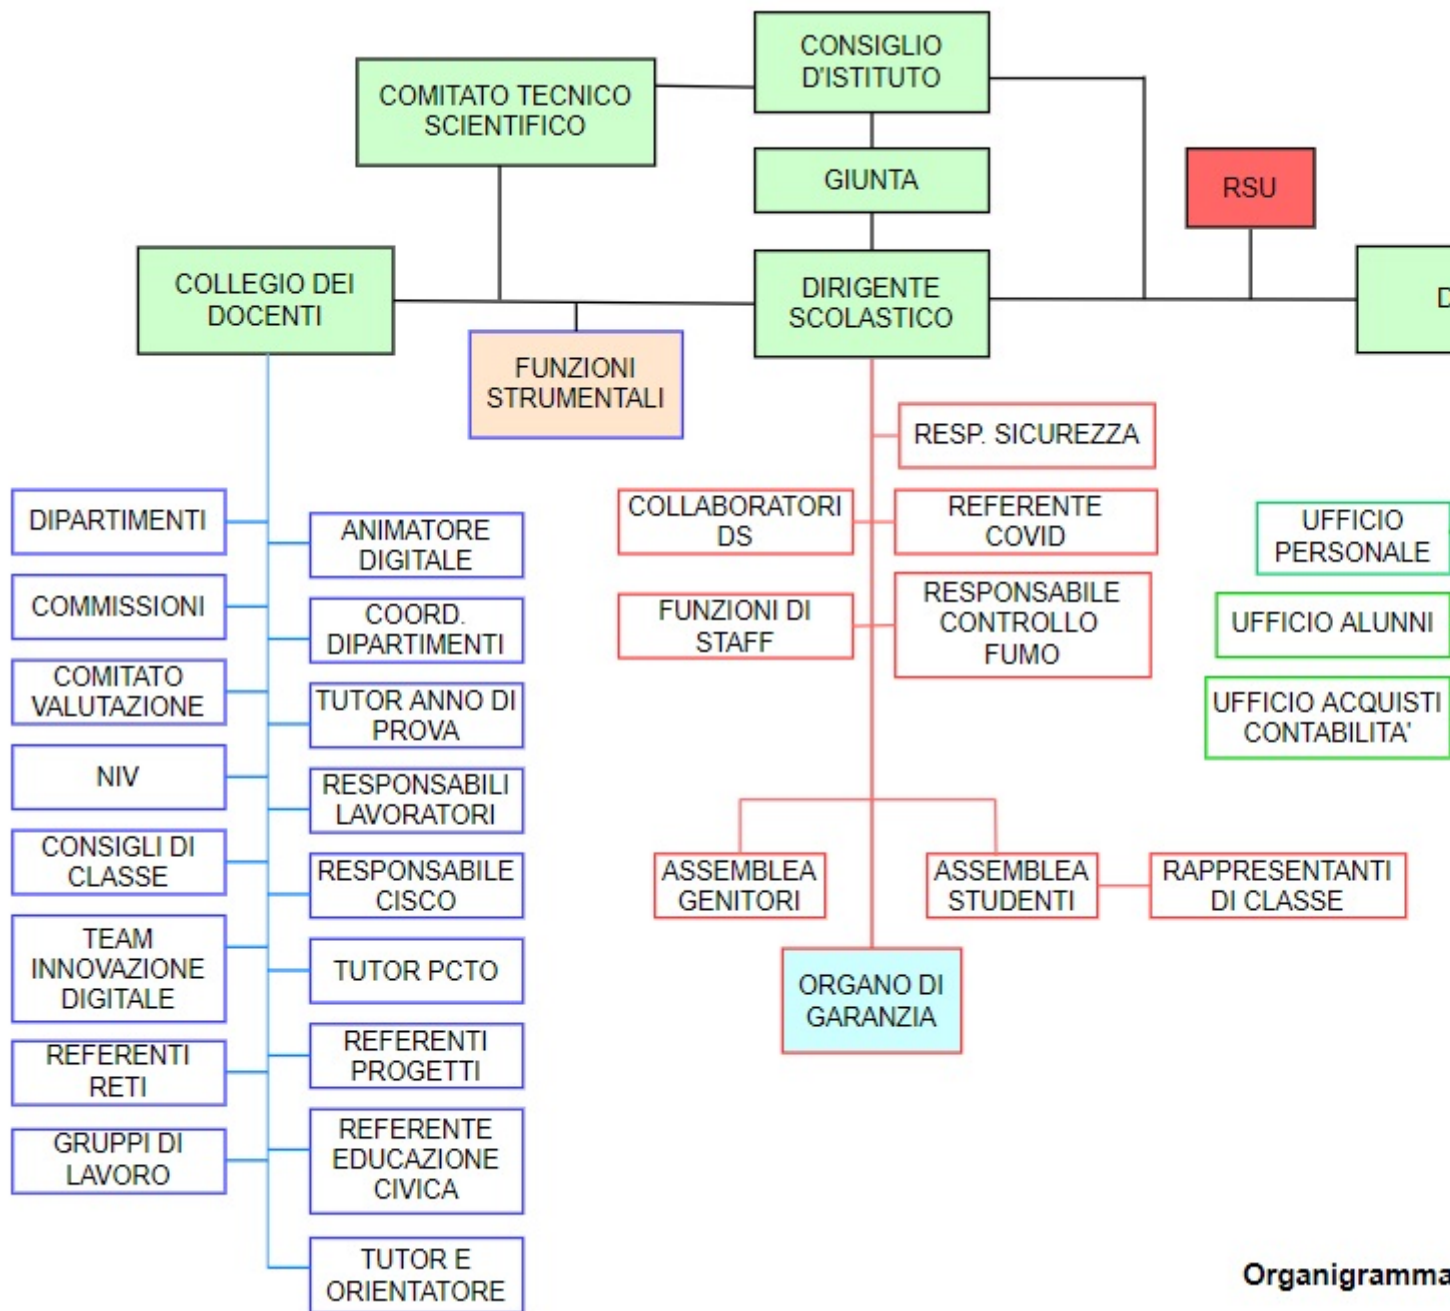 CONSIGLIO
D'ISTITUTO
COMITATO TECNICO
SCIENTIFICO
GIUNTA
RSU
COLLEGIO DEI
DOCENTI
DIRIGENTE
SCOLASTICO
D
FUNZIONI
STRUMENTALI
RESP. SICUREZZA
DIPARTIMENTI
COMMISSIONI
COMITATO
VALUTAZIONE
NIV
CONSIGLI DI
CLASSE
TEAM
INNOVAZIONE
DIGITALE
REFERENTI
RETI
GRUPPI DI
LAVORO
ANIMATORE
DIGITALE
COORD.
DIPARTIMENTI
TUTOR ANNO DI
PROVA
RESPONSABILI
LAVORATORI
RESPONSABILE
CISCO
TUTOR PCTO
REFERENTI
PROGETTI
REFERENTE
EDUCAZIONE
CIVICA
TUTOR E
ORIENTATORE
COLLABORATORI
DS
REFERENTE
COVID
FUNZIONI DI
STAFF
RESPONSABILE
CONTROLLO
FUMO
ASSEMBLEA
GENITORI
ASSEMBLEA
STUDENTI
RAPPRESENTANTI
DI CLASSE
ORGANO DI
GARANZIA
UFFICIO
PERSONALE
UFFICIO ALUNNI
UFFICIO ACQUISTI
CONTABILITA'
Organigramma